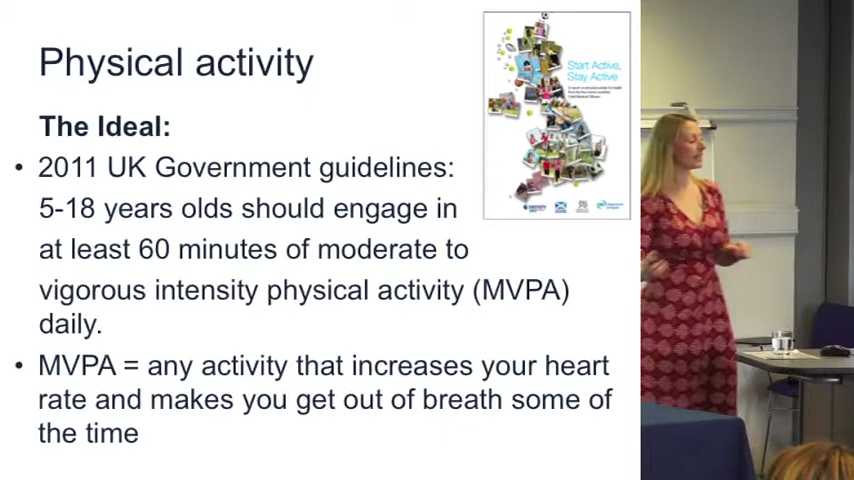 Physical activity
The Ideal:
• 2011 UK Government guidelines:
5-18 years olds should engage in
at least 60 minutes of moderate to
vigorous intensity physical activity (MVPA)
daily.
• MVPA = any activity that increases your heart
rate and makes you get out of breath some of
the time
Start Active,
Stay Active